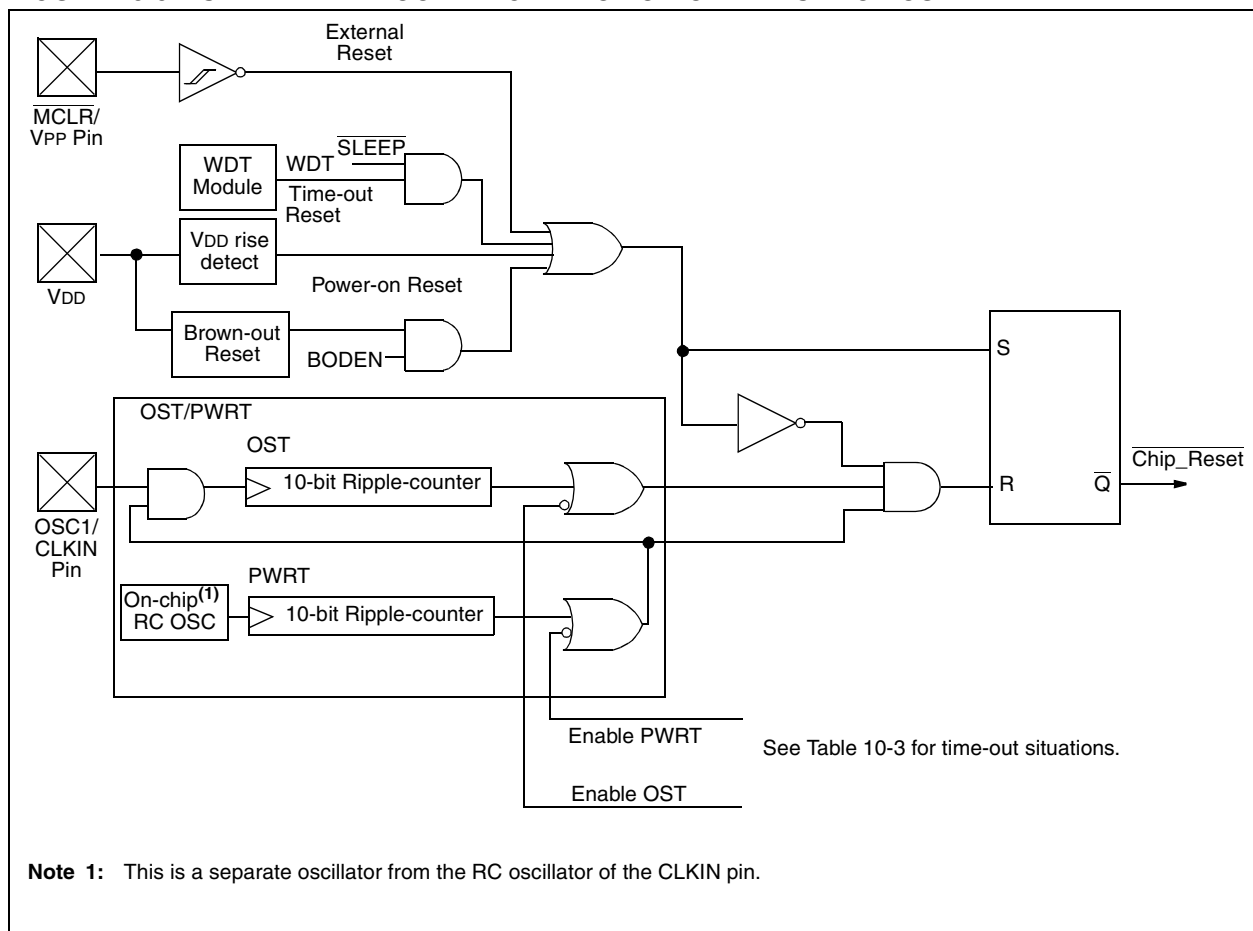 External
Reset
MCLR/
VPP Pin
SLEEP
WDT
Module
WDT
Time-out
Reset
VDD rise
detect
VDD
Power-on Reset
Brown-out
Reset
BODEN
S
OST/PWRT
OST
10-bit Ripple-counter
OSC1/
CLKIN
Pin
R
Q
Chip_Reset
PWRT
On-chip(1)
RC OSC
10-bit Ripple-counter
Enable PWRT
See Table 10-3 for time-out situations.
Enable OST
Note 1: This is a separate oscillator from the RC oscillator of the CLKIN pin.